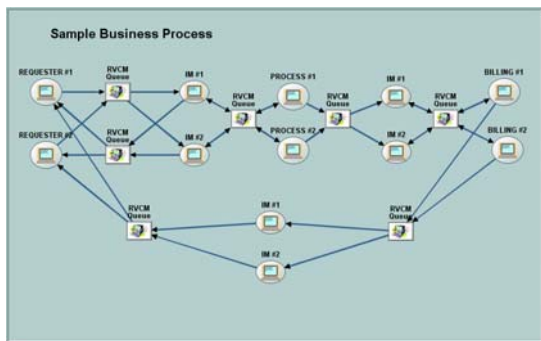 Sample Business Process
REQUESTER #1
RVCM
Queue
IM #1
RVCM
Queue
PROCESS #1
RVCM
Queue
IM #1
RVCM
Queue
BILLING #1
REQUESTER #2
RVCM
Queue
IM #2
PROCESS #2
IM #2
BILLING #2
RVCM
Queue
IM #1
RVCM
Queue
IM #2